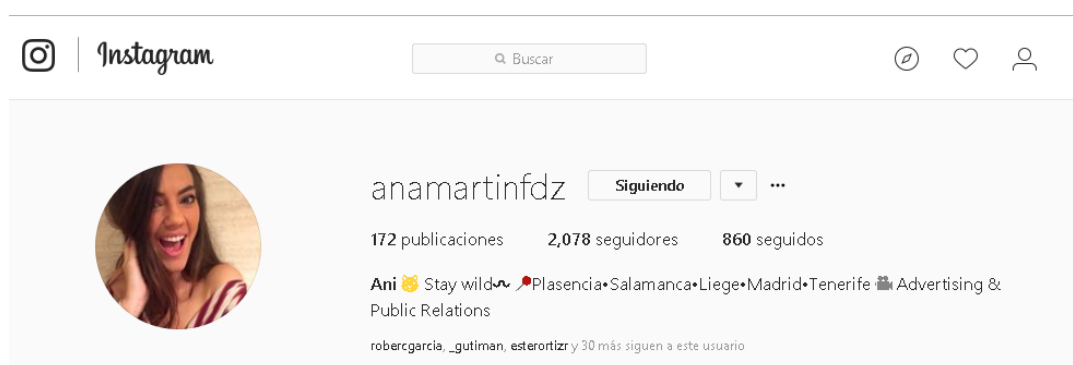 Instagram
Buscar
anamartinfdz Siguiendo
172 publicaciones 2,078 seguidores 860 seguidos
Ani 😺 Stay wild〰 📍Plasencia•Salamanca•Liege•Madrid•Tenerife 🎥 Advertising &
Public Relations
robercgarcia, _gutiman, esterortizr y 30 más siguen a este usuario